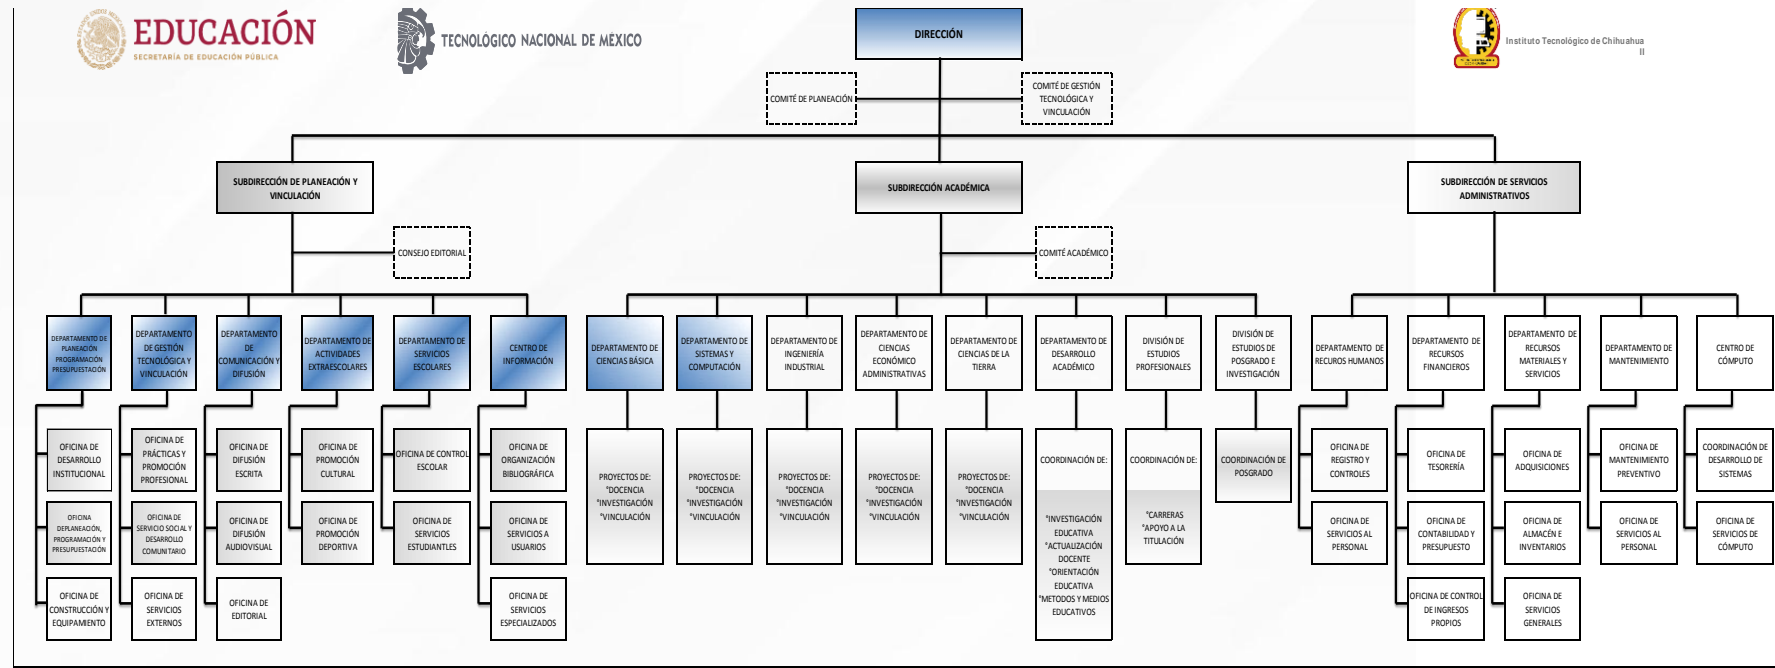 EDUCACIÓN
SECRETARÍA DE EDUCACIÓN PÚBLICA
TECNOLÓGICO NACIONAL DE MÉXICO
DIRECCIÓN
Instituto Tecnológico de Chihuahua
II
COMITÉ DE PLANEACIÓN
COMITÉ DE GESTIÓN
TECNOLÓGICA Y
VINCULACIÓN
SUBDIRECCIÓN DE PLANEACIÓN Y
VINCULACIÓN
SUBDIRECCIÓN ACADÉMICA
SUBDIRECCIÓN DE SERVICIOS
ADMINISTRATIVOS
CONSEJO EDITORIAL
COMITÉ ACADÉMICO
DEPARTAMENTO DE
PLANEACIÓN
PROGRAMACIÓN
PRESUPUESTACIÓN
DEPARTAMENTO
DE GESTIÓN
TECNOLÓGICA Y
VINCULACIÓN
DEPARTAMENTO
DE
COMUNICACIÓN Y
DIFUSIÓN
DEPARTAMENTO DE
ACTIVIDADES
EXTRAESCOLARES
DEPARTAMENTO DE
SERVICIOS
ESCOLARES
CENTRO DE
INFORMACIÓN
DEPARTAMENTO DE
CIENCIAS BÁSICA
DEPARTAMENTO DE
SISTEMAS Y
COMPUTACIÓN
DEPARTAMENTO DE
INGENIERÍA
INDUSTRIAL
DEPARTAMENTO DE
CIENCIAS
ECONÓMICO
ADMINISTRATIVAS
DEPARTAMENTO DE
CIENCIAS DE LA
TIERRA
DEPARTAMENTO DE
DESARROLLO
ACADÉMICO
DIVISIÓN DE
ESTUDIOS
PROFESIONALES
DIVISIÓN DE
ESTUDIOS DE
POSGRADO E
INVESTIGACIÓN
DEPARTAMENTO DE
RECUROS HUMANOS
DEPARTAMENTO DE
RECURSOS
FINANCIEROS
DEPARTAMENTO DE
RECURSOS
MATERIALES Y
SERVICIOS
DEPARTAMENTO DE
MANTENIMIENTO
CENTRO DE
CÓMPUTO
OFICINA DE
DESARROLLO
INSTITUCIONAL
OFICINA DE
PRÁCTICAS Y
PROMOCIÓN
PROFESIONAL
OFICINA DE
DIFUSIÓN
ESCRITA
OFICINA DE
PROMOCIÓN
CULTURAL
OFICINA DE CONTROL
ESCOLAR
OFICINA DE
ORGANIZACIÓN
BIBLIOGRÁFICA
PROYECTOS DE:
°DOCENCIA
°INVESTIGACIÓN
°VINCULACIÓN
PROYECTOS DE:
°DOCENCIA
°INVESTIGACIÓN
°VINCULACIÓN
PROYECTOS DE:
°DOCENCIA
°INVESTIGACIÓN
°VINCULACIÓN
PROYECTOS DE:
°DOCENCIA
°INVESTIGACIÓN
°VINCULACIÓN
PROYECTOS DE:
°DOCENCIA
°INVESTIGACIÓN
°VINCULACIÓN
COORDINACIÓN DE:
°INVESTIGACIÓN
EDUCATIVA
°ACTUALIZACIÓN
DOCENTE
°ORIENTACIÓN
EDUCATIVA
°METODOS Y MEDIOS
EDUCATIVOS
COORDINACIÓN DE:
°CARRERAS
°APOYO A LA
TITULACIÓN
COORDINACIÓN DE
POSGRADO
OFICINA DE
REGISTRO Y
CONTROLES
OFICINA DE
TESORERÍA
OFICINA DE
ADQUISICIONES
OFICINA DE
MANTENIMIENTO
PREVENTIVO
COORDINACIÓN DE
DESARROLLO DE
SISTEMAS
OFICINA
DEPLANEACIÓN,
PROGRAMACIÓN Y
PRESUPUESTACIÓN
OFICINA DE
SERVICIO SOCIAL Y
DESARROLLO
COMUNITARIO
OFICINA DE
DIFUSIÓN
AUDIOVISUAL
OFICINA DE
PROMOCIÓN
DEPORTIVA
OFICINA DE
SERVICIOS
ESTUDIANTLES
OFICINA DE
SERVICIOS A
USUARIOS
OFICINA DE
SERVICIOS AL
PERSONAL
OFICINA DE
CONTABILIDAD Y
PRESUPUESTO
OFICINA DE
ALMACÉN E
INVENTARIOS
OFICINA DE
SERVICIOS AL
PERSONAL
OFICINA DE
SERVICIOS DE
CÓMPUTO
OFICINA DE
CONSTRUCCIÓN Y
EQUIPAMIENTO
OFICINA DE
SERVICIOS
EXTERNOS
OFICINA DE
EDITORIAL
OFICINA DE
SERVICIOS
ESPECIALIZADOS
OFICINA DE CONTROL
DE INGRESOS
PROPIOS
OFICINA DE
SERVICIOS
GENERALES